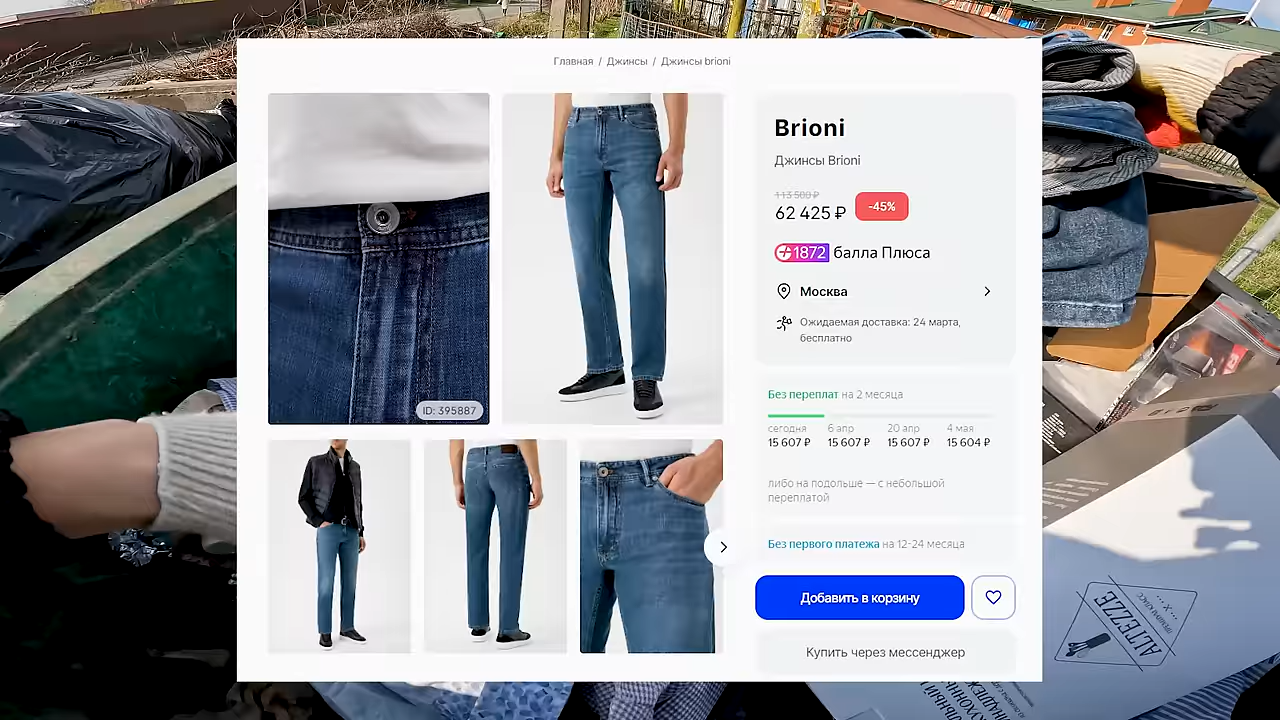 Главная / Джинсы / Джинсы brioni
ID: 395887
Brioni
Джинсы Brioni
113 500 ₽
62 425 ₽
-45%
1872 балла Плюса
Москва
Ожидаемая доставка: 24 марта,
бесплатно
Без переплат на 2 месяца
сегодня
6 апр
20 апр
4 мая
15 607 ₽
15 607 ₽
15 607 ₽
15 604 ₽
либо на подольше — с небольшой
переплатой
Без первого платежа на 12-24 месяца
Добавить в корзину
Купить через мессенджер
ALTEZZE